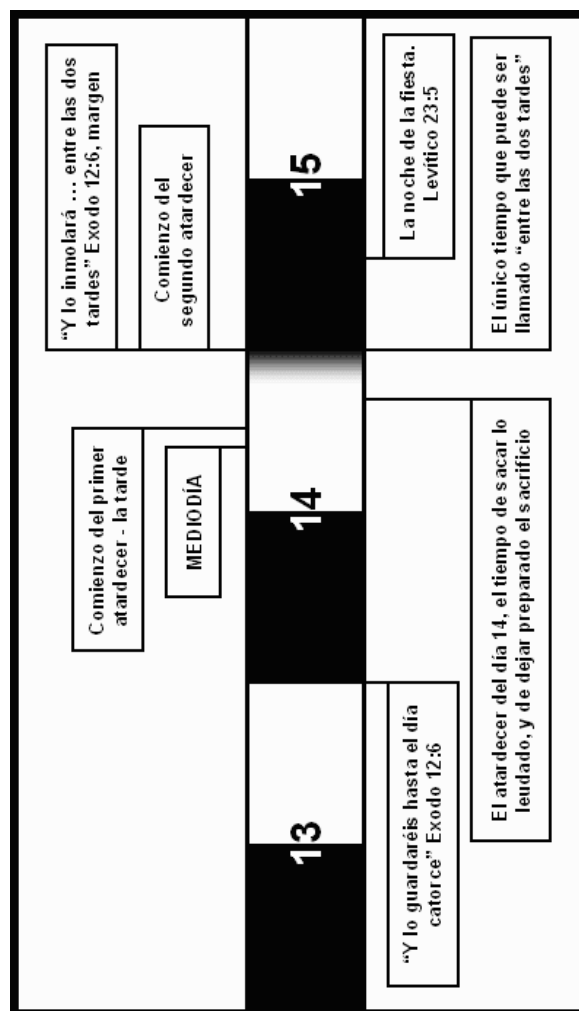 “Y lo inmolará ... entre las dos
tardes” Exodo 12:6, margen
Comienzo del
segundo atardecer
Comienzo del primer
atardecer - la tarde
MEDIODÍA
13
14
15
“Y lo guardaréis hasta el día
catorce” Exodo 12:6
La noche de la fiesta.
Levítico 23:5
El atardecer del día 14, el tiempo de sacar lo
leudado, y de dejar preparado el sacrificio
El único tiempo que puede ser
llamado “entre las dos tardes”